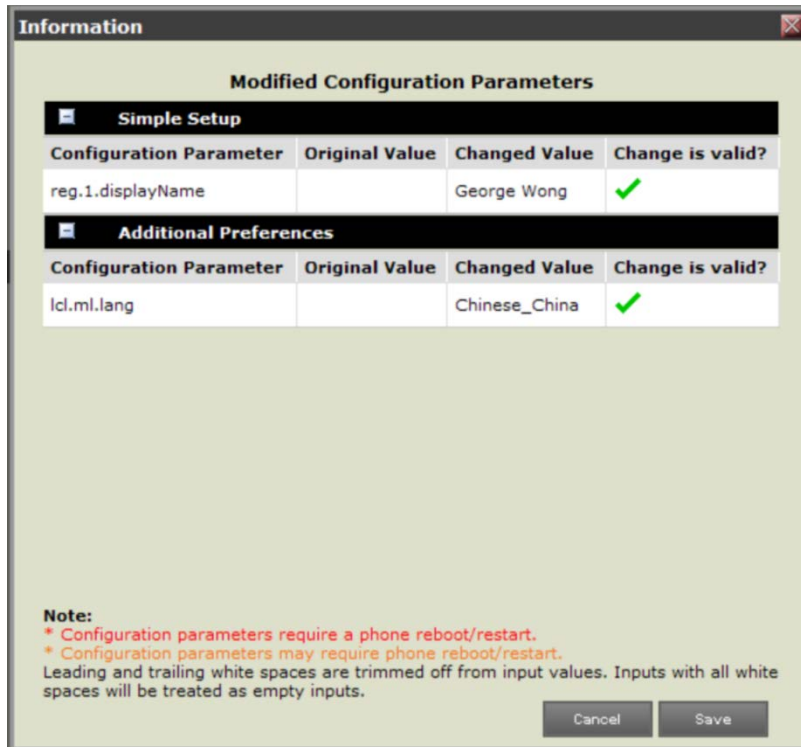 Information
Modified Configuration Parameters
Simple Setup
Configuration Parameter Original Value Changed Value Change is valid?
reg.1.displayName George Wong
Additional Preferences
Configuration Parameter Original Value Changed Value Change is valid?
lcl.ml.lang Chinese_China
Note:
* Configuration parameters require a phone reboot/restart.
* Configuration parameters may require phone reboot/restart.
Leading and trailing white spaces are trimmed off from input values. Inputs with all white
spaces will be treated as empty inputs.
Cancel Save